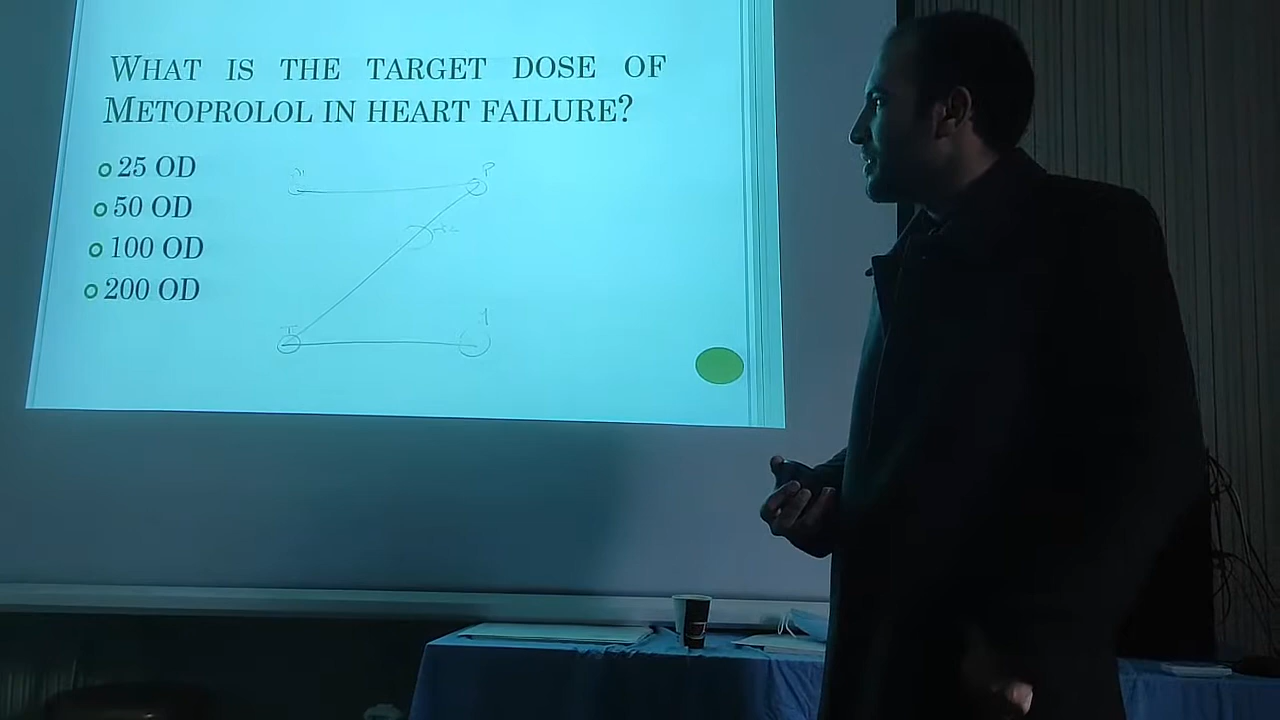 WHAT IS THE TARGET DOSE OF
METOPROLOL IN HEART FAILURE?
25 OD
50 OD
100 OD
200 OD
P
T